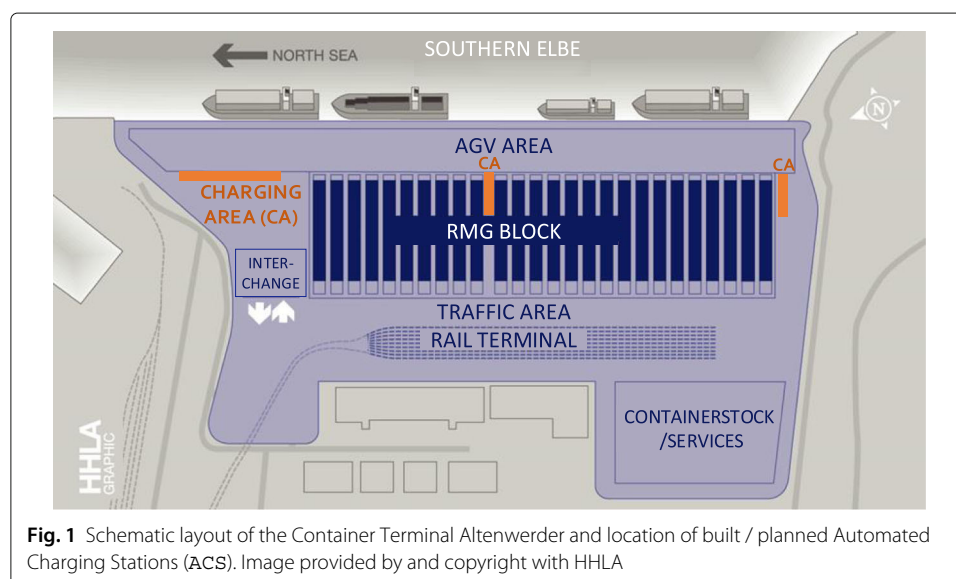 NORTH SEA
SOUTHERN ELBE
N
AGV AREA
CA
CA
CHARGING
AREA (CA)
RMG BLOCK
INTER-
CHANGE
TRAFFIC AREA
RAIL TERMINAL
CONTAINERSTOCK
/SERVICES
HHLA
GRAPHIC
Fig. 1 Schematic layout of the Container Terminal Altenwerder and location of built / planned Automated
Charging Stations (ACS). Image provided by and copyright with HHLA